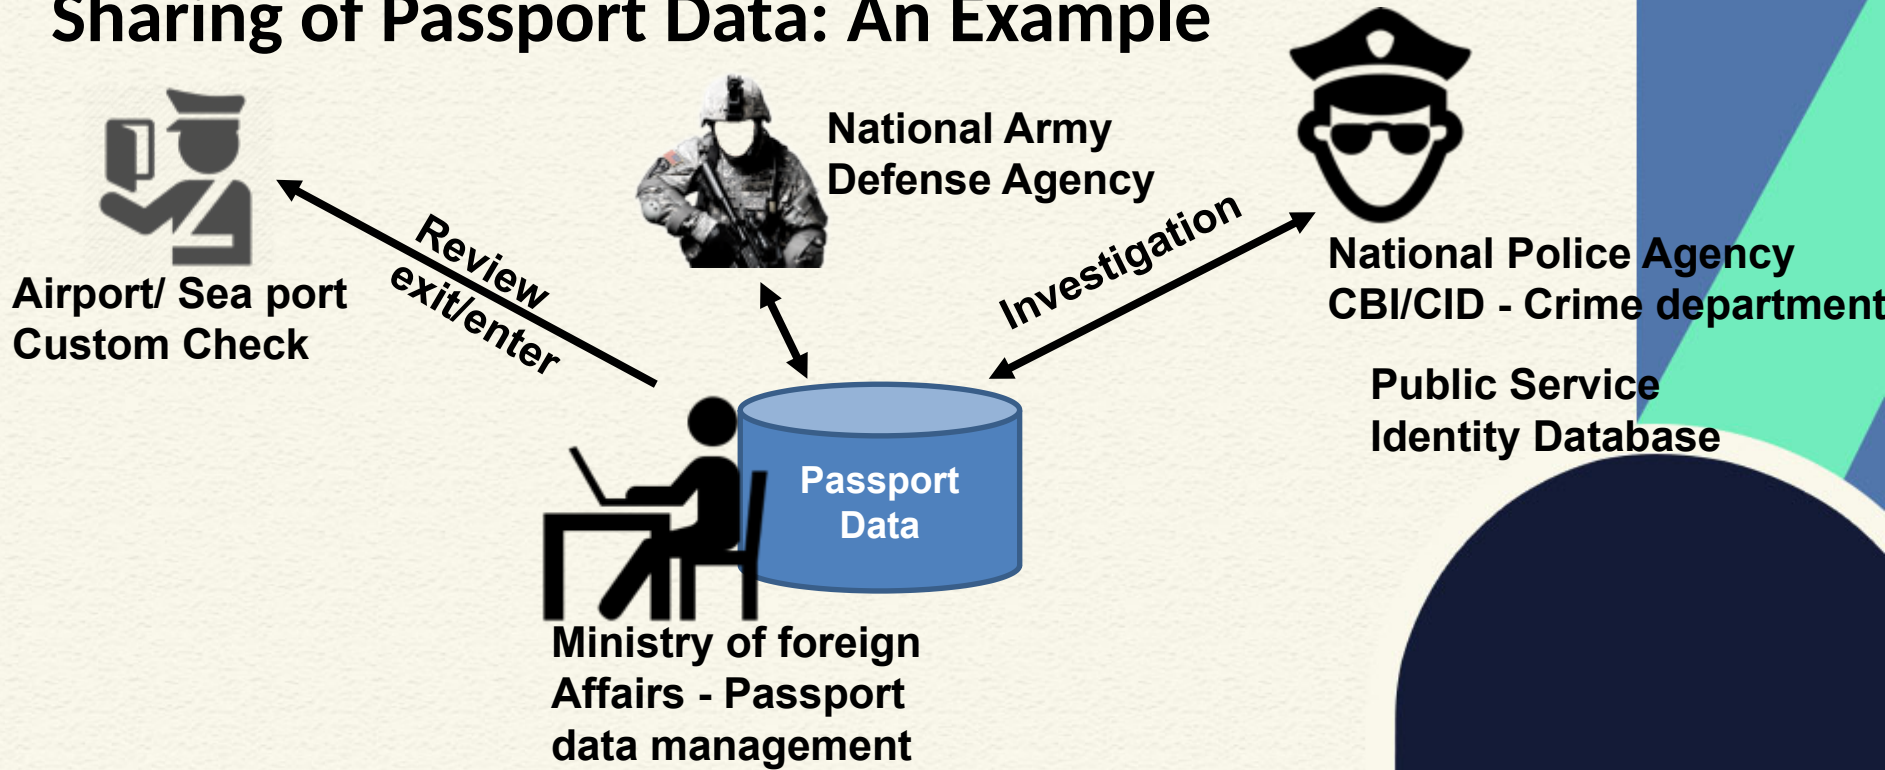 Sharing of Passport Data: An Example
National Army
Defense Agency
Review
exit/enter
Investigation
Airport/ Sea port
Custom Check
National Police Agency
CBI/CID - Crime department
Public Service
Identity Database
Passport
Data
Ministry of foreign
Affairs - Passport
data management